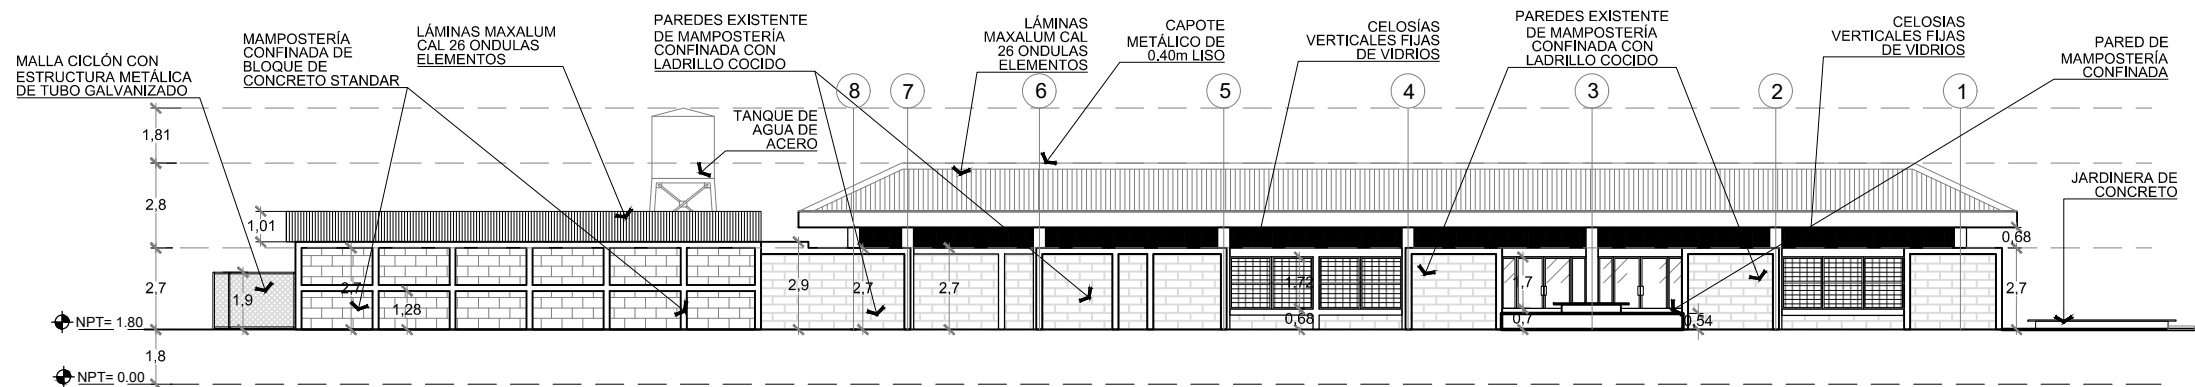 MALLA CICLÓN CON
ESTRUCTURA METÁLICA
DE TUBO GALVANIZADO
MAMPOSTERÍA
CONFINADA DE
BLOQUE DE
CONCRETO STANDAR
LÁMINAS MAXALUM
CAL 26 ONDULAS
ELEMENTOS
PAREDES EXISTENTE
DE MAMPOSTERÍA
CONFINADA CON
LADRILLO COCIDO
TANQUE DE
AGUA DE
ACERO
LÁMINAS
MAXALUM CAL
26 ONDULAS
ELEMENTOS
CAPOTE
METÁLICO DE
0.40m LISO
CELOSÍAS
VERTICALES FIJAS
DE VIDRIOS
PAREDES EXISTENTE
DE MAMPOSTERÍA
CONFINADA CON
LADRILLO COCIDO
CELOSIAS
VERTICALES FIJAS
DE VIDRIOS
PARED DE
MAMPOSTERÍA
CONFINADA
JARDINERA DE
CONCRETO
8
7
6
5
4
3
2
1
1,81
2,8
2,7
1,8
1,01
1,9
2,7
1,28
2,9
2,7
2,7
1,72
0,68
1,7
0,7
0,54
0,68
2,7
NPT= 1.80
NPT= 0.00